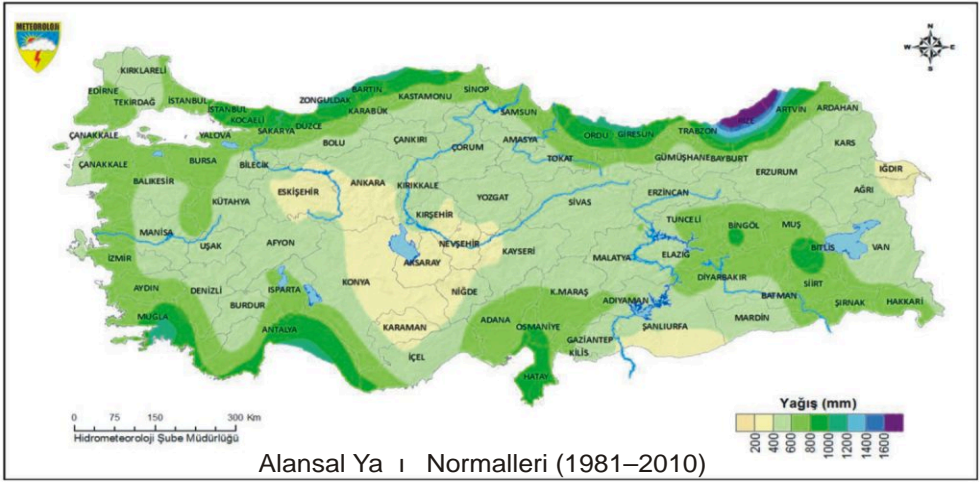 METEOROLOJİ
N
W E
S
KIRKLARELİ
EDİRNE
TEKİRDAĞ
İSTANBUL
İSTANBUL
KOCAELİ
YALOVA
SAKARYA
DÜZCE
ZONGULDAK
BARTIN
KARABÜK
KASTAMONU
SİNOP
SAMSUN
ORDU
GİRESUN
TRABZON
RİZE
ARTVİN
ARDAHAN
KARS
ÇANAKKALE
ÇANAKKALE
BURSA
BİLECİK
BOLU
ÇANKIRI
ÇORUM
AMASYA
TOKAT
GÜMÜŞHANE
BAYBURT
ERZURUM
IĞDIR
AĞRI
BALIKESİR
KÜTAHYA
ESKİŞEHİR
ANKARA
KIRIKKALE
YOZGAT
SİVAS
ERZİNCAN
KIRŞEHİR
TUNCELİ
BİNGÖL
MUŞ
BİTLİS
VAN
MANİSA
UŞAK
AFYON
NEVŞEHİR
KAYSERİ
MALATYA
ELAZIĞ
İZMİR
AKSARAY
DİYARBAKIR
SİİRT
AYDIN
DENİZLİ
ISPARTA
KONYA
NİĞDE
K.MARAŞ
ADIYAMAN
BATMAN
ŞIRNAK
HAKKARİ
BURDUR
MUĞLA
ANTALYA
KARAMAN
ADANA
OSMANİYE
ŞANLIURFA
MARDİN
GAZİANTEP
KİLİS
İÇEL
HATAY
0 75 150 300 Km
Hidrometeoroloji Şube Müdürlüğü
Yağış (mm)
200 400 600 800 1000 1200 1400 1600
Alansal Ya ı Normalleri (1981–2010)